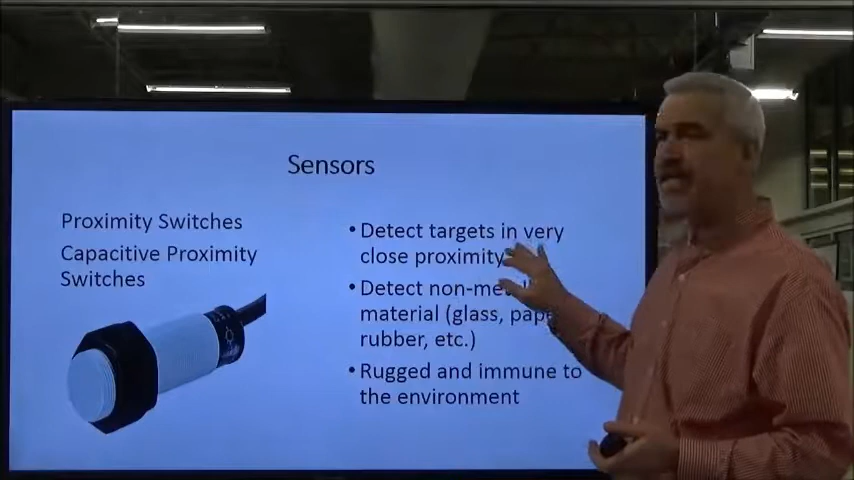 Sensors
Proximity Switches
Capacitive Proximity
Switches
• Detect targets in very
close proximity
• Detect
material (glass,
rubber, etc.)
• Rugged and immune to
the environment